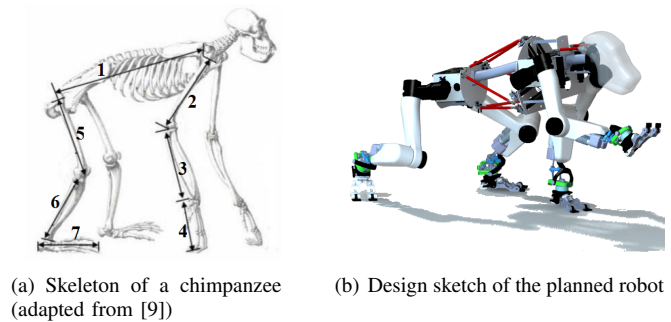 1
2
5
3
6
4
7
(a) Skeleton of a chimpanzee
(adapted from [9])
(b) Design sketch of the planned robot